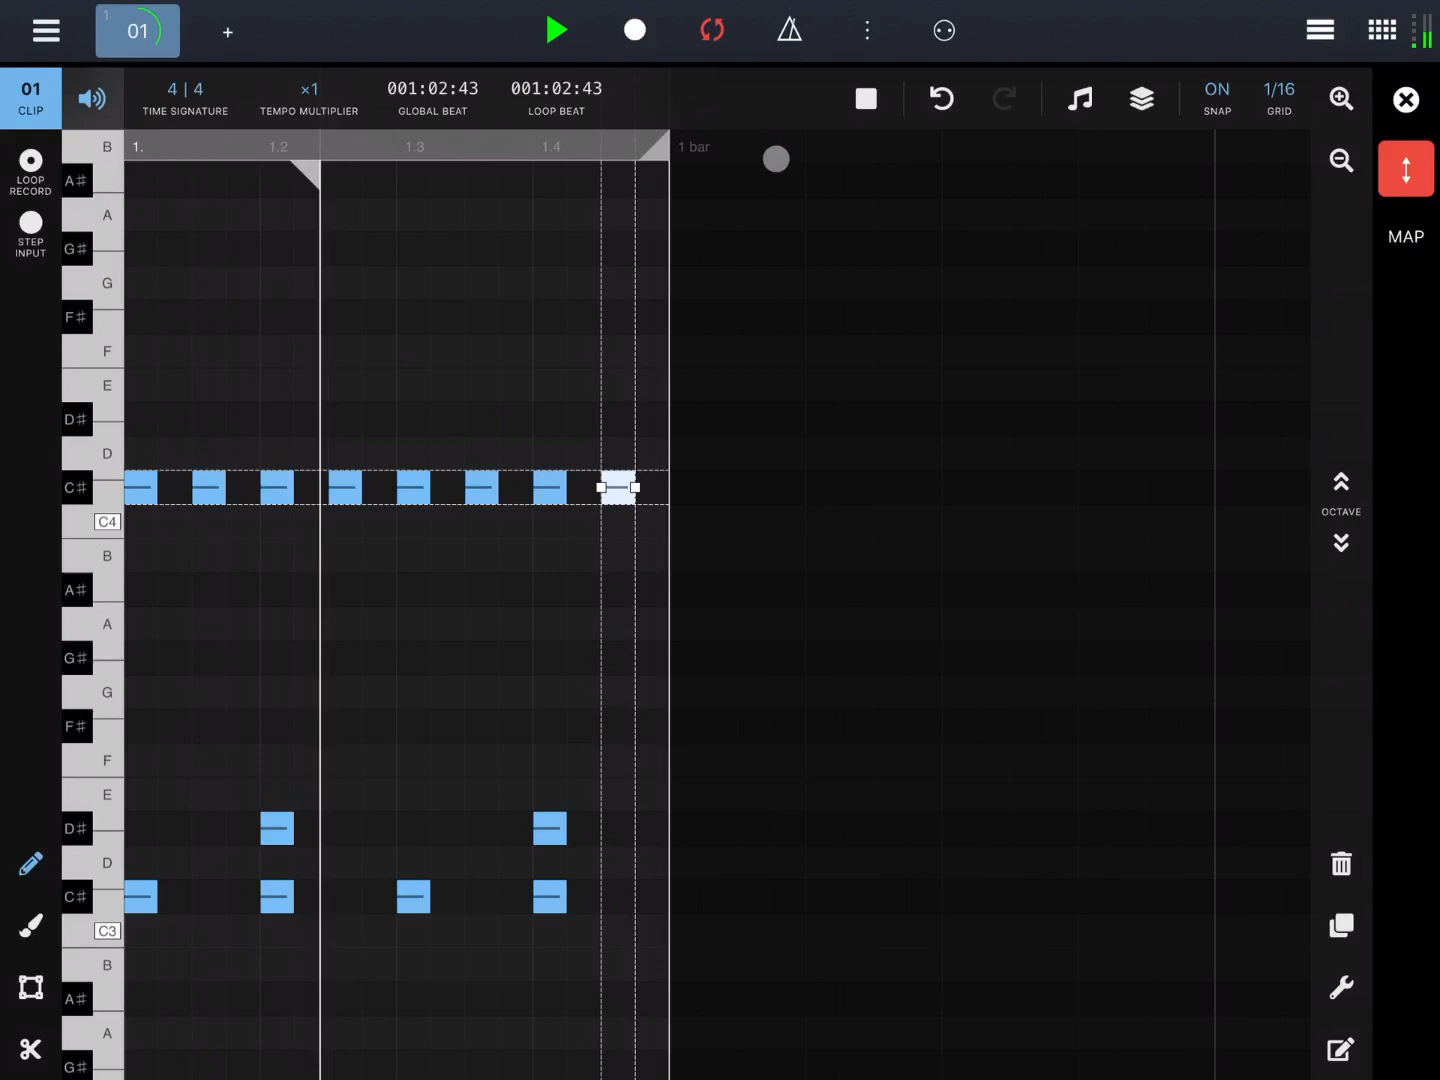 1
01
+
01
CLIP
4 | 4
TIME SIGNATURE
×1
TEMPO MULTIPLIER
001:02:43
GLOBAL BEAT
001:02:43
LOOP BEAT
ON
SNAP
1/16
GRID
LOOP
RECORD
STEP
INPUT
MAP
OCTAVE
1.
1.2
1.3
1.4
1 bar
B
A#
A
G#
G
F#
F
E
D#
D
C#
C4
B
A#
A
G#
G
F#
F
E
D#
D
C#
C3
B
A#
A
G#